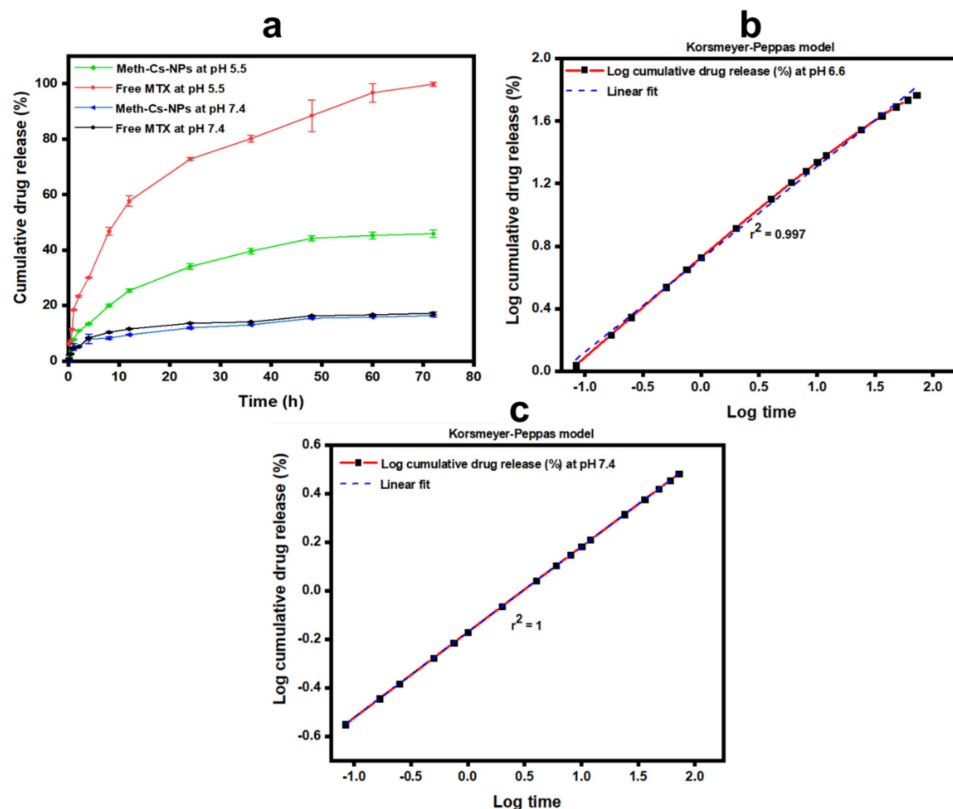 a
Meth-Cs-NPs at pH 5.5
Free MTX at pH 5.5
Meth-Cs-NPs at pH 7.4
Free MTX at pH 7.4
Cumulative drug release (%)
100
80
60
40
20
0
0 10 20 30 40 50 60 70 80
Time (h)
b
Korsmeyer-Peppas model
Log cumulative drug release (%) at pH 6.6
Linear fit
Log cumulative drug release (%)
2.0
1.6
1.2
0.8
0.4
0.0
r² = 0.997
-1.0 -0.5 0.0 0.5 1.0 1.5 2.0
Log time
c
Korsmeyer-Peppas model
Log cumulative drug release (%) at pH 7.4
Linear fit
Log cumulative drug release (%)
0.6
0.4
0.2
0.0
-0.2
-0.4
-0.6
r² = 1
-1.0 -0.5 0.0 0.5 1.0 1.5 2.0
Log time